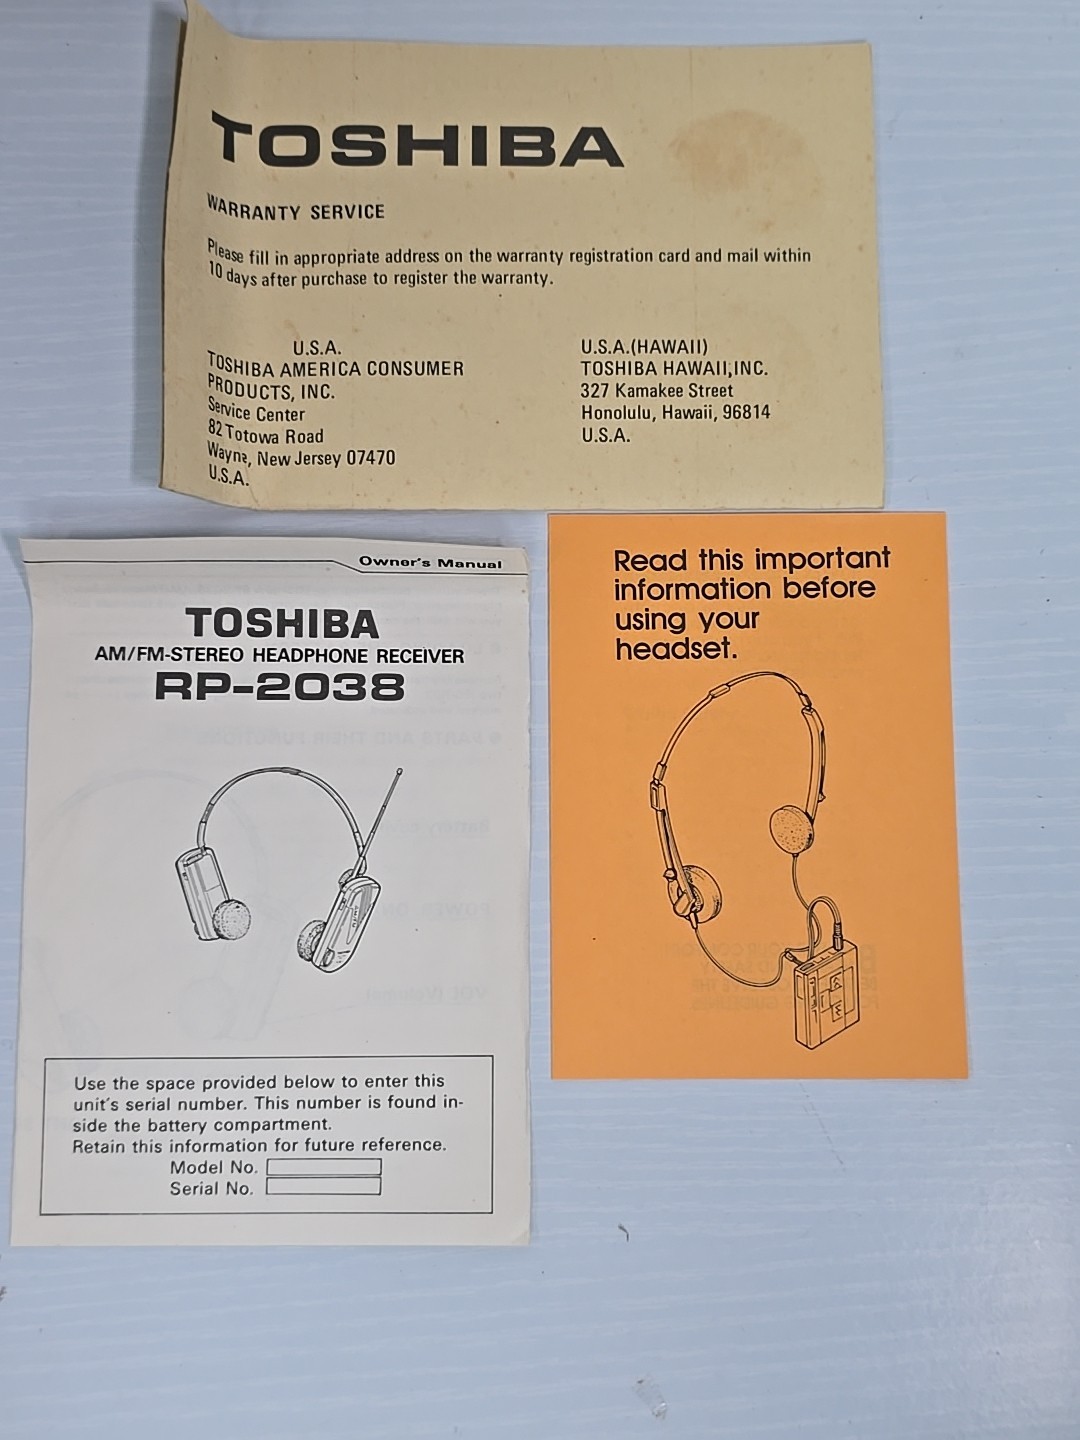 TOSHIBA
WARRANTY SERVICE
Please fill in appropriate address on the warranty registration card and mail within
10 days after purchase to register the warranty.
U.S.A.
TOSHIBA AMERICA CONSUMER
PRODUCTS, INC.
Service Center
82 Totowa Road
Wayne, New Jersey 07470
U.S.A.
U.S.A.(HAWAII)
TOSHIBA HAWAII,INC.
327 Kamakee Street
Honolulu, Hawaii, 96814
U.S.A.
Owner's Manual
TOSHIBA
AM/FM-STEREO HEADPHONE RECEIVER
RP-2038
Use the space provided below to enter this
unit's serial number. This number is found in-
side the battery compartment.
Retain this information for future reference.
Model No.
Serial No.
Read this important
information before
using your
headset.